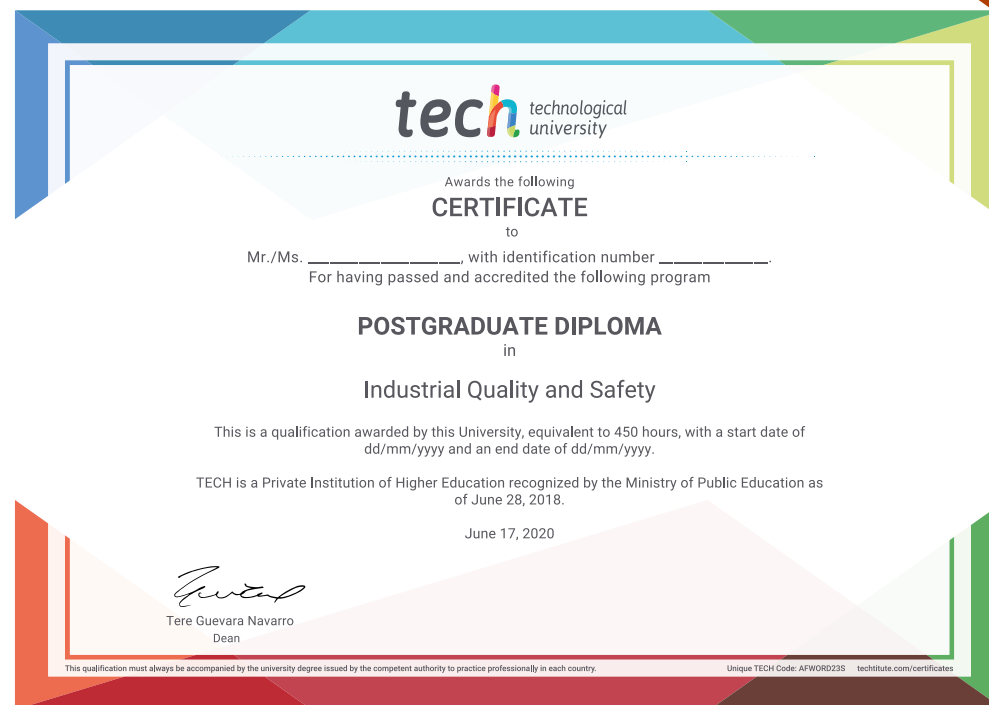 tech technological
university
Awards the following
CERTIFICATE
to
Mr./Ms. ____________________, with identification number ______________.
For having passed and accredited the following program
POSTGRADUATE DIPLOMA
in
Industrial Quality and Safety
This is a qualification awarded by this University, equivalent to 450 hours, with a start date of
dd/mm/yyyy and an end date of dd/mm/yyyy.
TECH is a Private Institution of Higher Education recognized by the Ministry of Public Education as
of June 28, 2018.
June 17, 2020
Tere Guevara Navarro
Dean
This qualification must always be accompanied by the university degree issued by the competent authority to practice professionally in each country.
Unique TECH Code: AFWORD23S techtitute.com/certificates